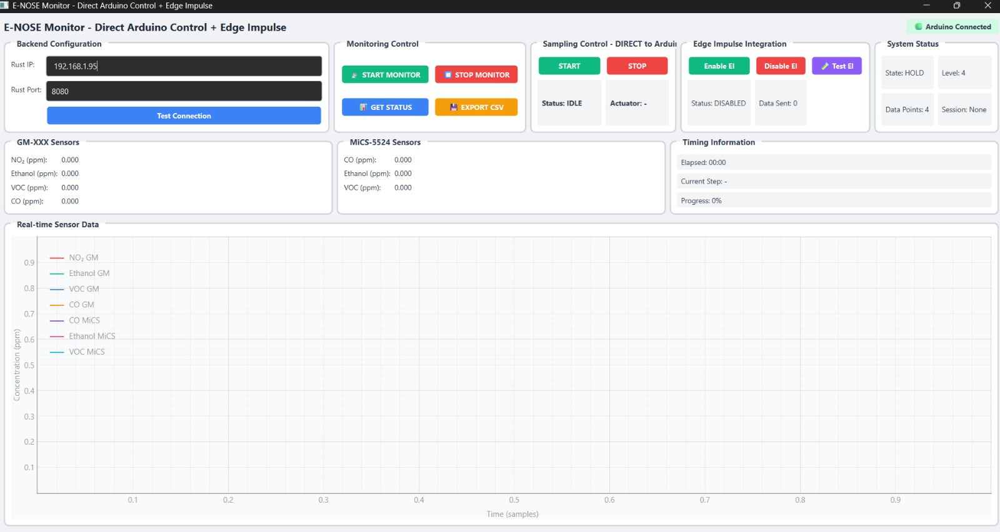 E-NOSE Monitor - Direct Arduino Control + Edge Impulse
E-NOSE Monitor - Direct Arduino Control + Edge Impulse
Arduino Connected
Backend Configuration
Rust IP:
192.168.1.95
Rust Port:
8080
Test Connection
Monitoring Control
START MONITOR
STOP MONITOR
GET STATUS
EXPORT CSV
Sampling Control - DIRECT to Arduin
START
STOP
Status: IDLE
Actuator: -
Edge Impulse Integration
Enable EI
Disable EI
Test EI
Status: DISABLED
Data Sent: 0
System Status
State: HOLD
Level: 4
Data Points: 4
Session: None
GM-XXX Sensors
NO₂ (ppm): 0.000
Ethanol (ppm): 0.000
VOC (ppm): 0.000
CO (ppm): 0.000
MiCS-5524 Sensors
CO (ppm): 0.000
Ethanol (ppm): 0.000
VOC (ppm): 0.000
Timing Information
Elapsed: 00:00
Current Step: -
Progress: 0%
Real-time Sensor Data
NO₂ GM
Ethanol GM
VOC GM
CO GM
CO MiCS
Ethanol MiCS
VOC MiCS
Concentration (ppm)
0.9
0.8
0.7
0.6
0.5
0.4
0.3
0.2
0.1
0.1 0.2 0.3 0.4 0.5 0.6 0.7 0.8 0.9
Time (samples)